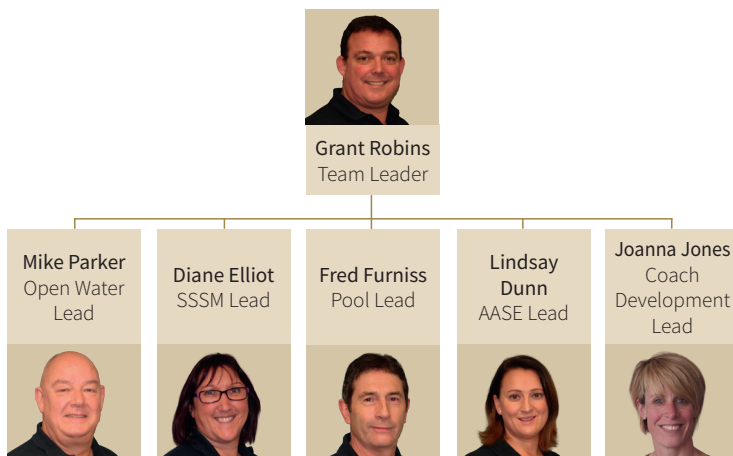 Grant Robins
Team Leader
Mike Parker
Open Water
Lead
Diane Elliot
SSSM Lead
Fred Furniss
Pool Lead
Lindsay
Dunn
AASE Lead
Joanna Jones
Coach
Development
Lead